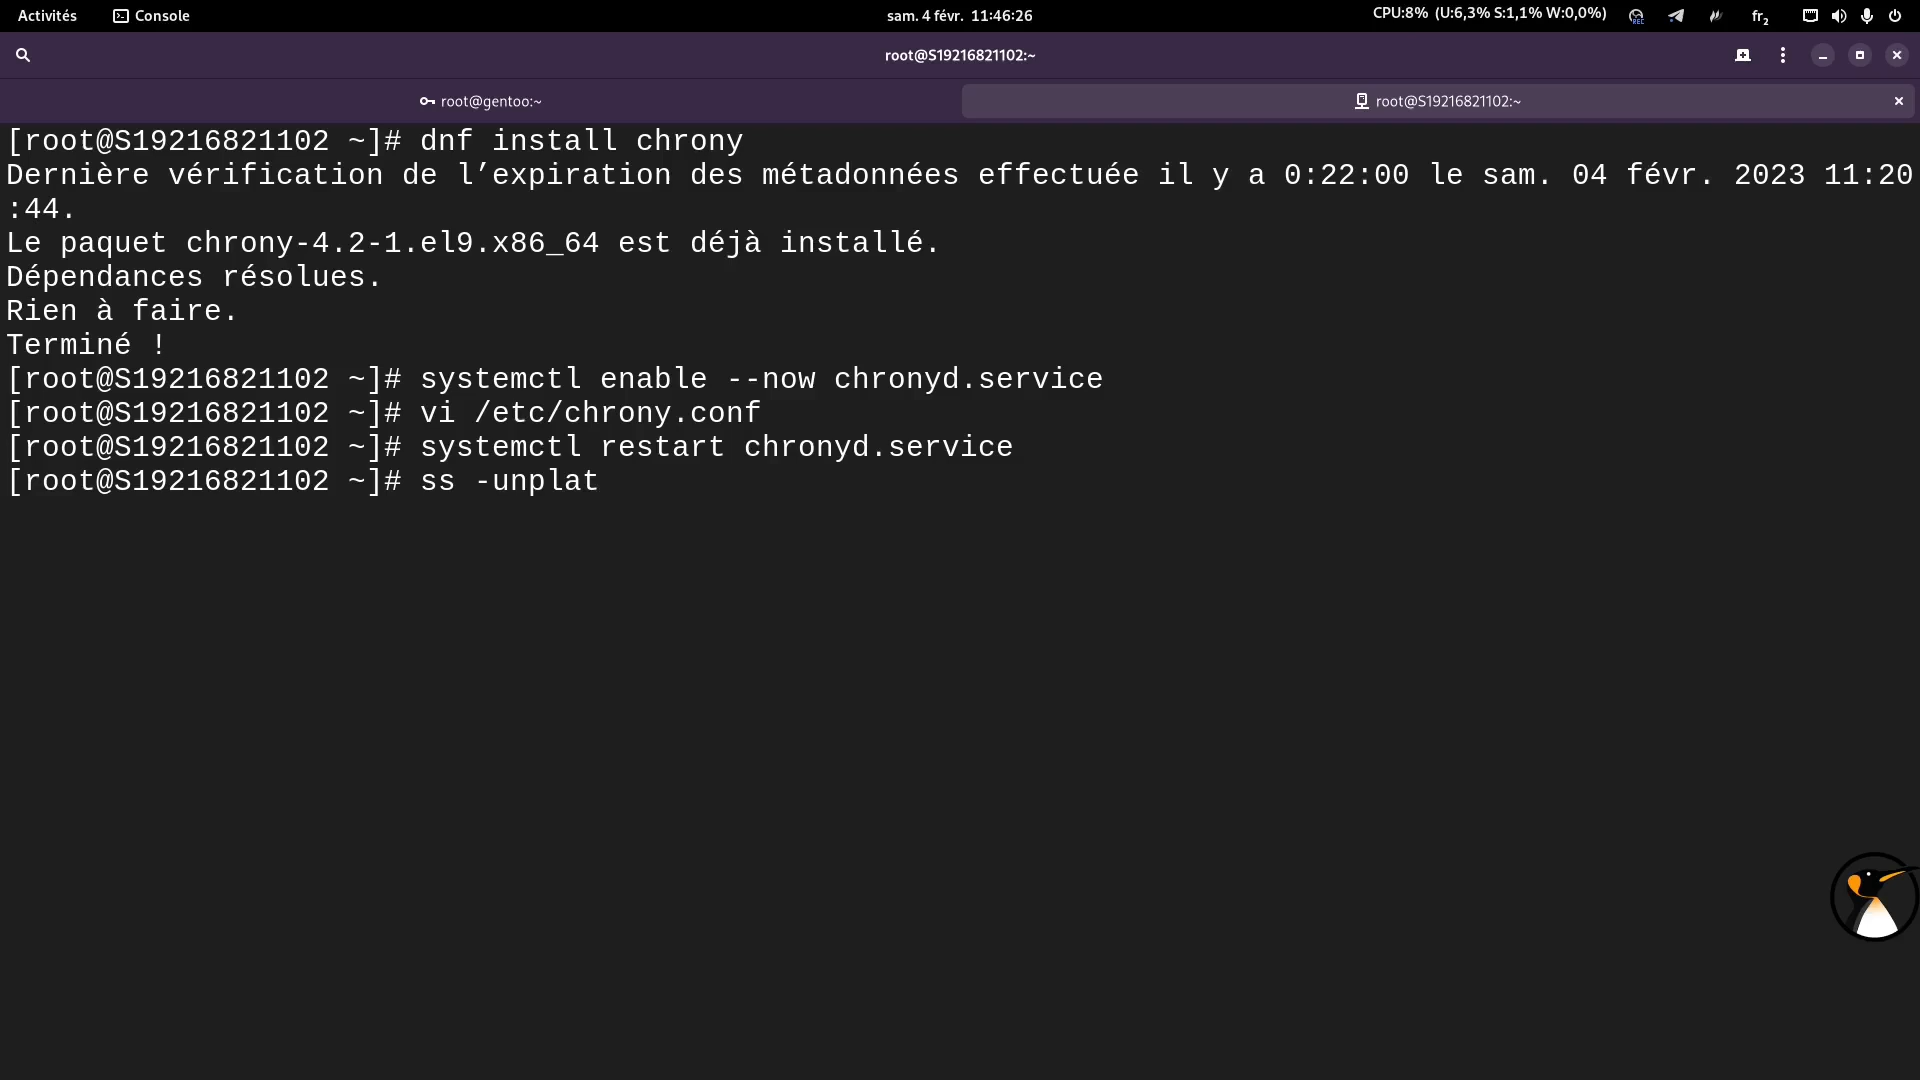 Activités Console sam. 4 févr. 11:46:26 CPU:8% (U:6,3% S:1,1% W:0,0%) REC fr2
root@S19216821102:~
root@gentoo:~ root@S19216821102:~
[root@S19216821102 ~]# dnf install chrony
Dernière vérification de l’expiration des métadonnées effectuée il y a 0:22:00 le sam. 04 févr. 2023 11:20
:44.
Le paquet chrony-4.2-1.el9.x86_64 est déjà installé.
Dépendances résolues.
Rien à faire.
Terminé !
[root@S19216821102 ~]# systemctl enable --now chronyd.service
[root@S19216821102 ~]# vi /etc/chrony.conf
[root@S19216821102 ~]# systemctl restart chronyd.service
[root@S19216821102 ~]# ss -unplat